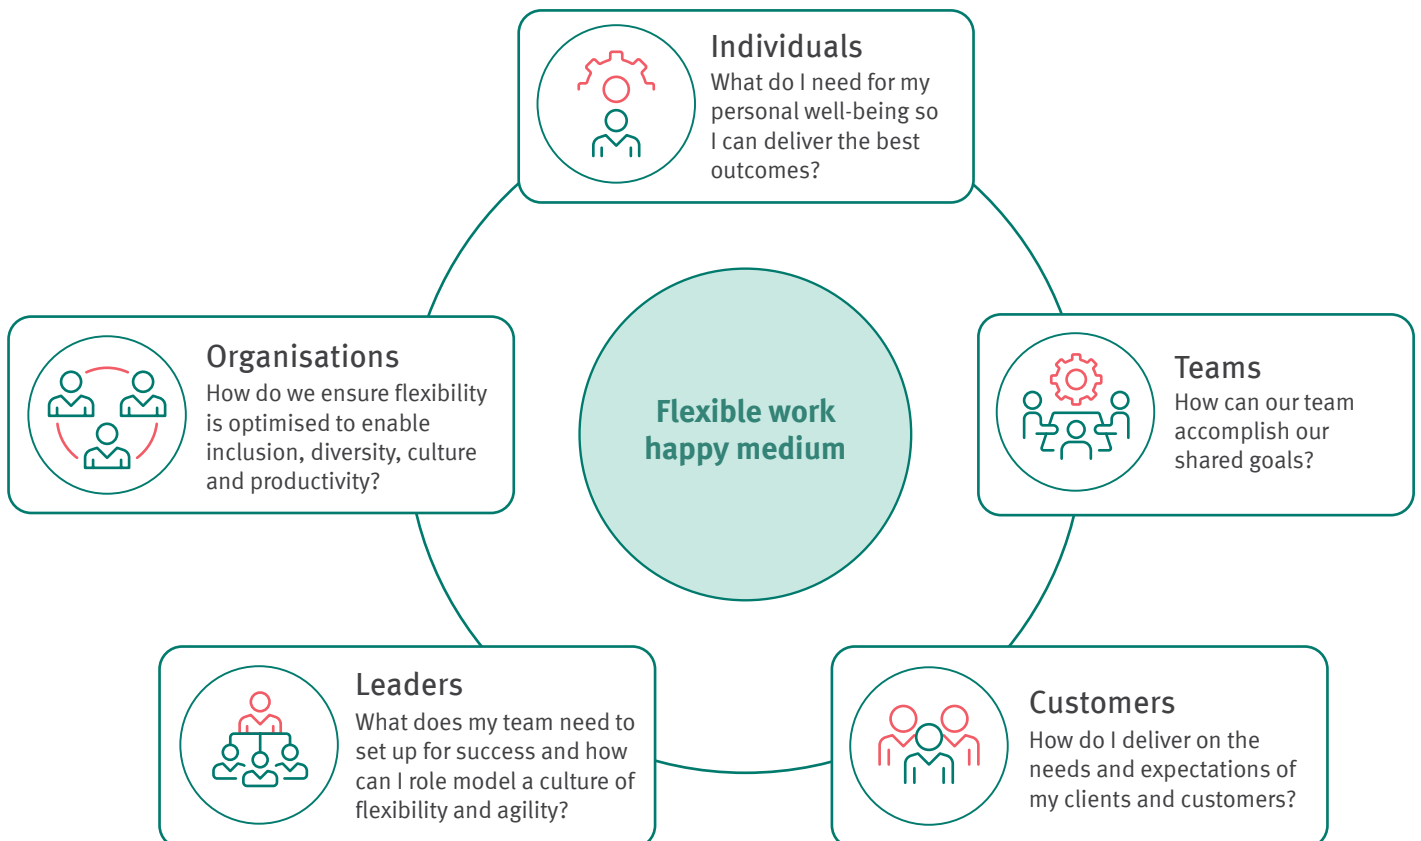 Individuals
What do I need for my
personal well-being so
I can deliver the best
outcomes?
Organisations
How do we ensure flexibility
is optimised to enable
inclusion, diversity, culture
and productivity?
Flexible work
happy medium
Teams
How can our team
accomplish our
shared goals?
Leaders
What does my team need to
set up for success and how
can I role model a culture of
flexibility and agility?
Customers
How do I deliver on the
needs and expectations of
my clients and customers?